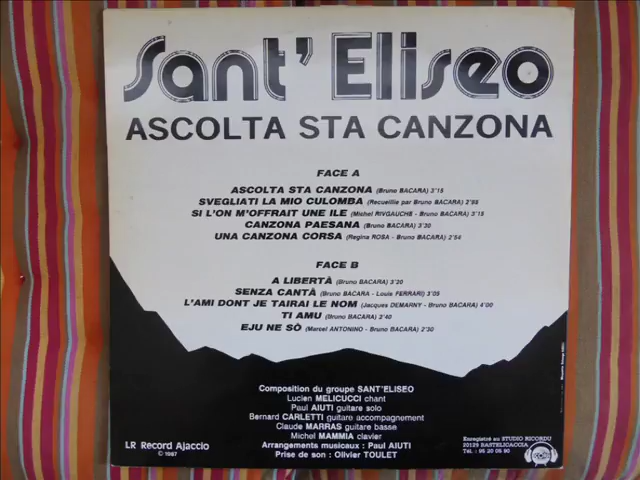 Sant' Eliseo
ASCOLTA STA CANZONA
FACE A
ASCOLTA STA CANZONA (Bruno BACARA) 3'15
SVEGLIATI LA MIO CULOMBA (Recueillie par Bruno BACARA) 2'58
SI L'ON M'OFFRAIT UNE ILE (Michel RIVGAUCHE - Bruno BACARA) 3'15
CANZONA PAESANA (Bruno BACARA) 3'30
UNA CANZONA CORSA (Regina ROSA - Bruno BACARA) 2'54
FACE B
A LIBERTÀ (Bruno BACARA) 3'20
SENZA CANTÀ (Bruno BACARA - Louis FERRARI) 3'05
L'AMI DONT JE TAIRAI LE NOM (Jacques DEMARNY - Bruno BACARA) 4'00
TI AMU (Bruno BACARA) 3'40
EJU NE SÒ (Marcel ANTONINO - Bruno BACARA) 2'30
Composition du groupe SANT'ELISEO
Lucien MELICUCCI chant
Paul AIUTI guitare solo
Bernard CARLETTI guitare accompagnement
Claude MARRAS guitare basse
Michel MAMMIA clavier
Arrangements musicaux : Paul AIUTI
Prise de son : Olivier TOULET
LR Record Ajaccio
© 1987
Enregistré au STUDIO RICORDU
20129 BASTELICACCIA
Tél. : 95 20 05 90